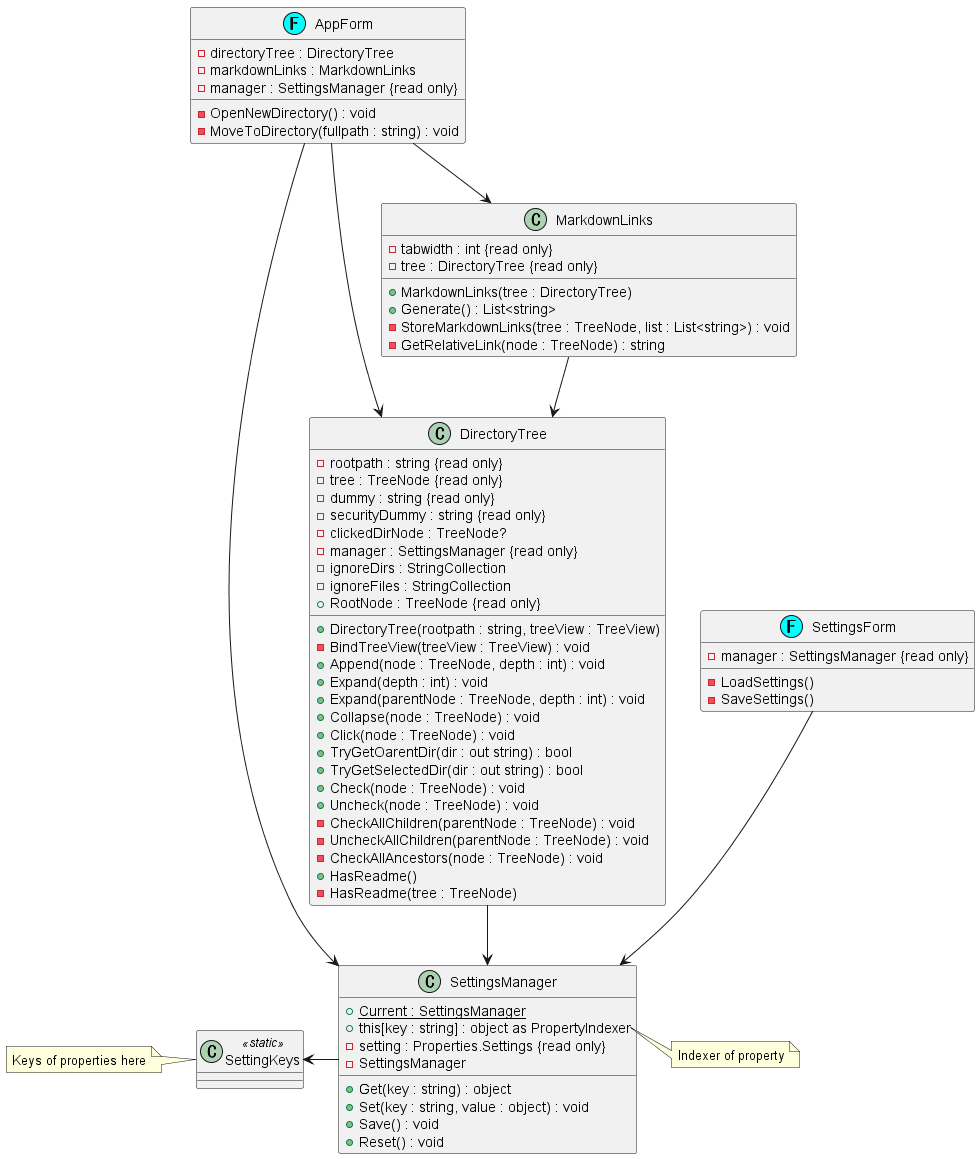 F AppForm
directoryTree : DirectoryTree
markdownLinks : MarkdownLinks
manager : SettingsManager {read only}
OpenNewDirectory() : void
MoveToDirectory(fullpath : string) : void
C MarkdownLinks
tabwidth : int {read only}
tree : DirectoryTree {read only}
MarkdownLinks(tree : DirectoryTree)
Generate() : List<string>
StoreMarkdownLinks(tree : TreeNode, list : List<string>) : void
GetRelativeLink(node : TreeNode) : string
C DirectoryTree
rootpath : string {read only}
tree : TreeNode {read only}
dummy : string {read only}
securityDummy : string {read only}
clickedDirNode : TreeNode?
manager : SettingsManager {read only}
ignoreDirs : StringCollection
ignoreFiles : StringCollection
RootNode : TreeNode {read only}
DirectoryTree(rootpath : string, treeView : TreeView)
BindTreeView(treeView : TreeView) : void
Append(node : TreeNode, depth : int) : void
Expand(depth : int) : void
Expand(parentNode : TreeNode, depth : int) : void
Collapse(node : TreeNode) : void
Click(node : TreeNode) : void
TryGetOarentDir(dir : out string) : bool
TryGetSelectedDir(dir : out string) : bool
Check(node : TreeNode) : void
Uncheck(node : TreeNode) : void
CheckAllChildren(parentNode : TreeNode) : void
UncheckAllChildren(parentNode : TreeNode) : void
CheckAllAncestors(node : TreeNode) : void
HasReadme()
HasReadme(tree : TreeNode)
F SettingsForm
manager : SettingsManager {read only}
LoadSettings()
SaveSettings()
C SettingsManager
Current : SettingsManager
this[key : string] : object as PropertyIndexer
setting : Properties.Settings {read only}
SettingsManager
Get(key : string) : object
Set(key : string, value : object) : void
Save() : void
Reset() : void
Indexer of property
C «static»
SettingKeys
Keys of properties here